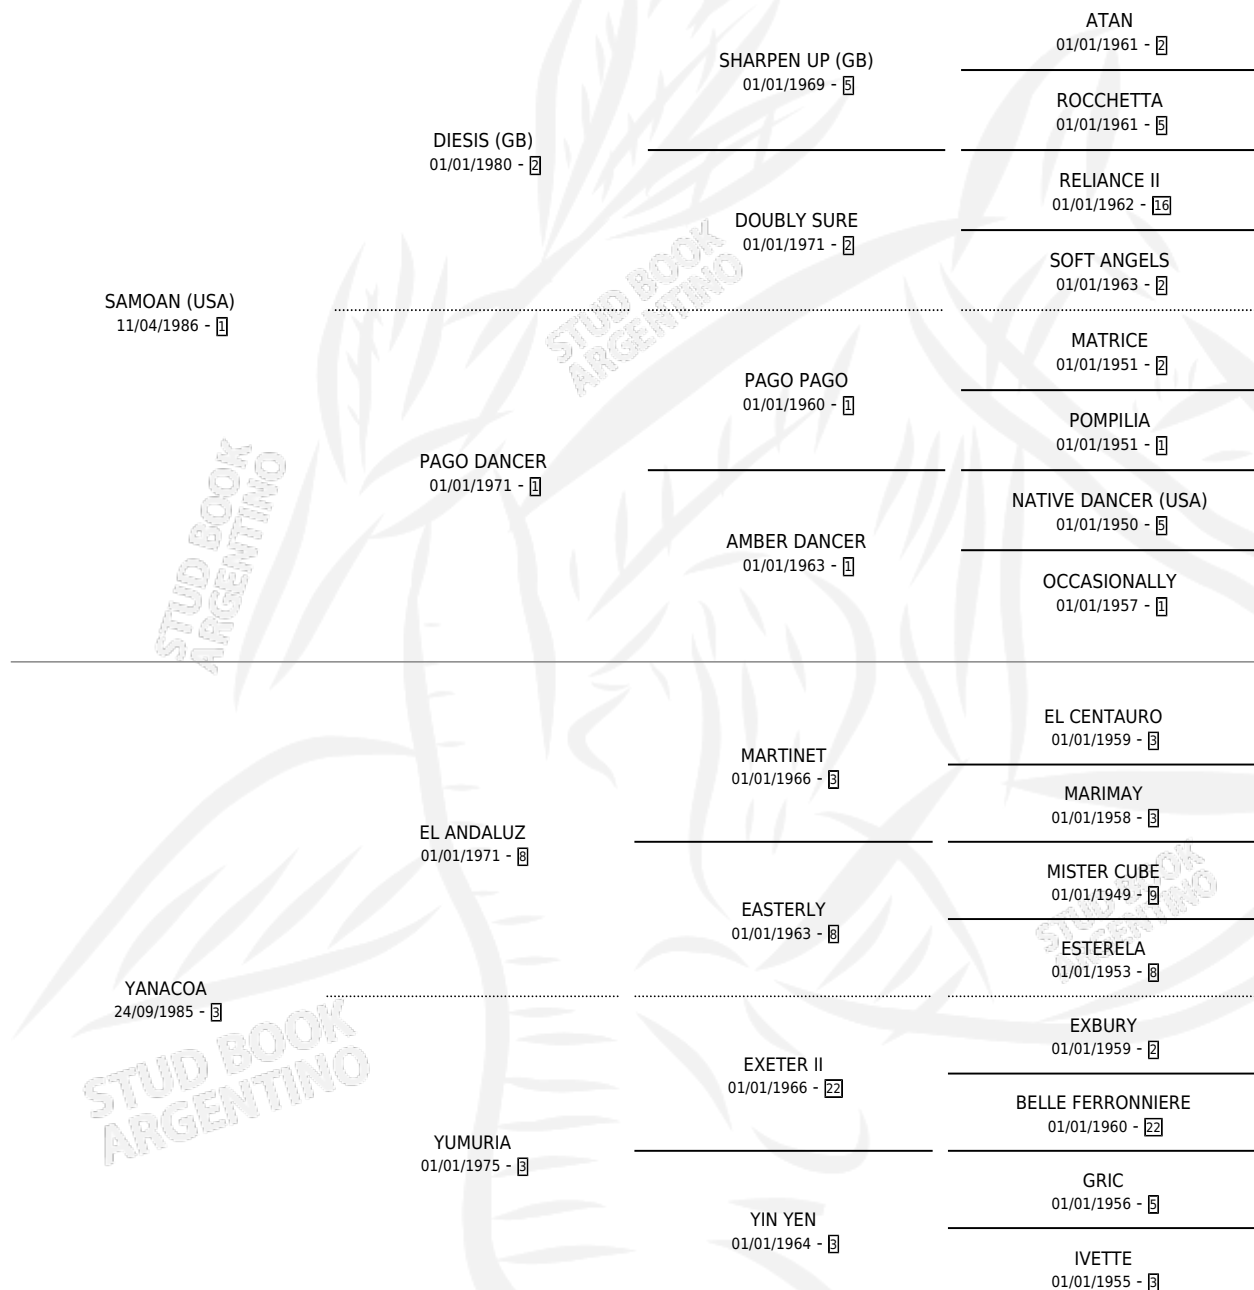 ATAN
01/01/1961 - 2
SHARPEN UP (GB)
01/01/1969 - 5
ROCCHETTA
01/01/1961 - 5
DIESIS (GB)
01/01/1980 - 2
RELIANCE II
01/01/1962 - 16
DOUBLY SURE
01/01/1971 - 2
SOFT ANGELS
01/01/1963 - 2
SAMOAN (USA)
11/04/1986 - 1
MATRICE
01/01/1951 - 2
PAGO PAGO
01/01/1960 - 1
POMPILIA
01/01/1951 - 1
PAGO DANCER
01/01/1971 - 1
NATIVE DANCER (USA)
01/01/1950 - 5
AMBER DANCER
01/01/1963 - 1
OCCASIONALLY
01/01/1957 - 1
STUD BOOK
ARGENTINO
STUD BOOK
ARGENTINO
EL CENTAURO
01/01/1959 - 3
MARTINET
01/01/1966 - 3
MARIMAY
01/01/1958 - 3
EL ANDALUZ
01/01/1971 - 8
MISTER CUBE
01/01/1949 - 9
EASTERLY
01/01/1963 - 8
ESTERELA
01/01/1953 - 8
YANACOA
24/09/1985 - 3
EXBURY
01/01/1959 - 2
EXETER II
01/01/1966 - 22
BELLE FERRONNIERE
01/01/1960 - 22
YUMURIA
01/01/1975 - 3
GRIC
01/01/1956 - 5
YIN YEN
01/01/1964 - 3
IVETTE
01/01/1955 - 3
STUD BOOK
ARGENTINO
STUD BOOK
ARGENTINO